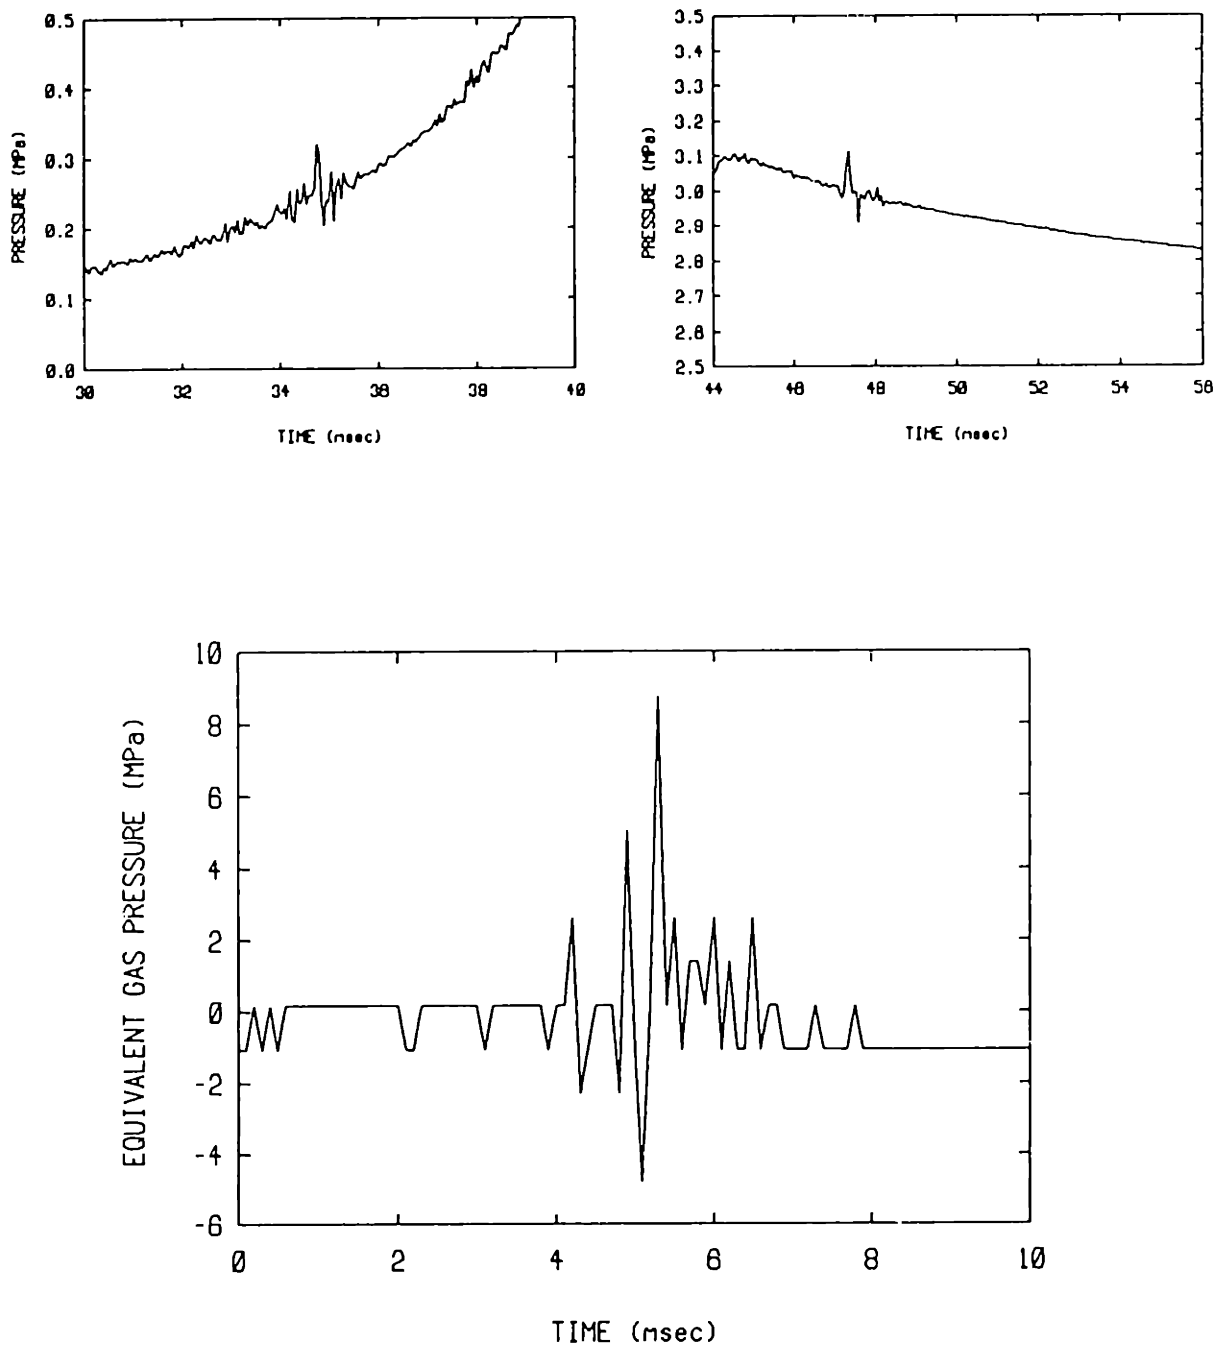 0.5
0.4
0.3
0.2
0.1
0.0
PRESSURE (MPa)
30 32 34 36 38 40
TIME (msec)
3.5
3.4
3.3
3.2
3.1
3.0
2.9
2.8
2.7
2.6
2.5
PRESSURE (MPa)
44 46 48 50 52 54 56
TIME (msec)
10
8
6
4
2
0
-2
-4
-6
EQUIVALENT GAS PRESSURE (MPa)
0 2 4 6 8 10
TIME (msec)